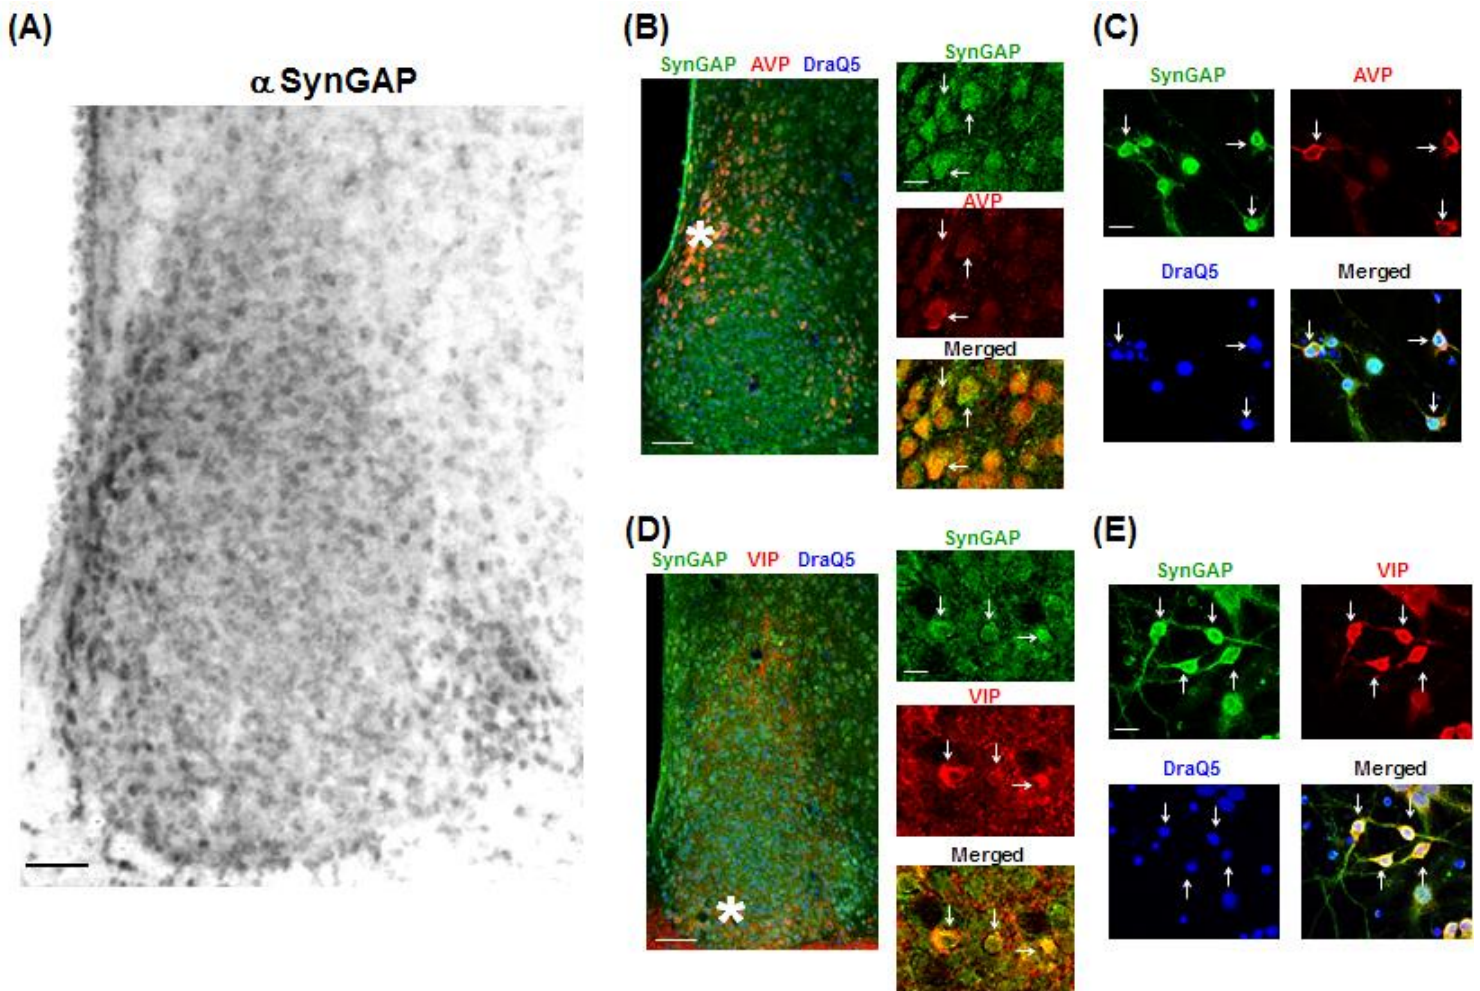 (A)
α SynGAP
(B)
SynGAP AVP DraQ5
SynGAP
AVP
Merged
(C)
SynGAP
AVP
DraQ5
Merged
(D)
SynGAP VIP DraQ5
SynGAP
VIP
Merged
(E)
SynGAP
VIP
DraQ5
Merged